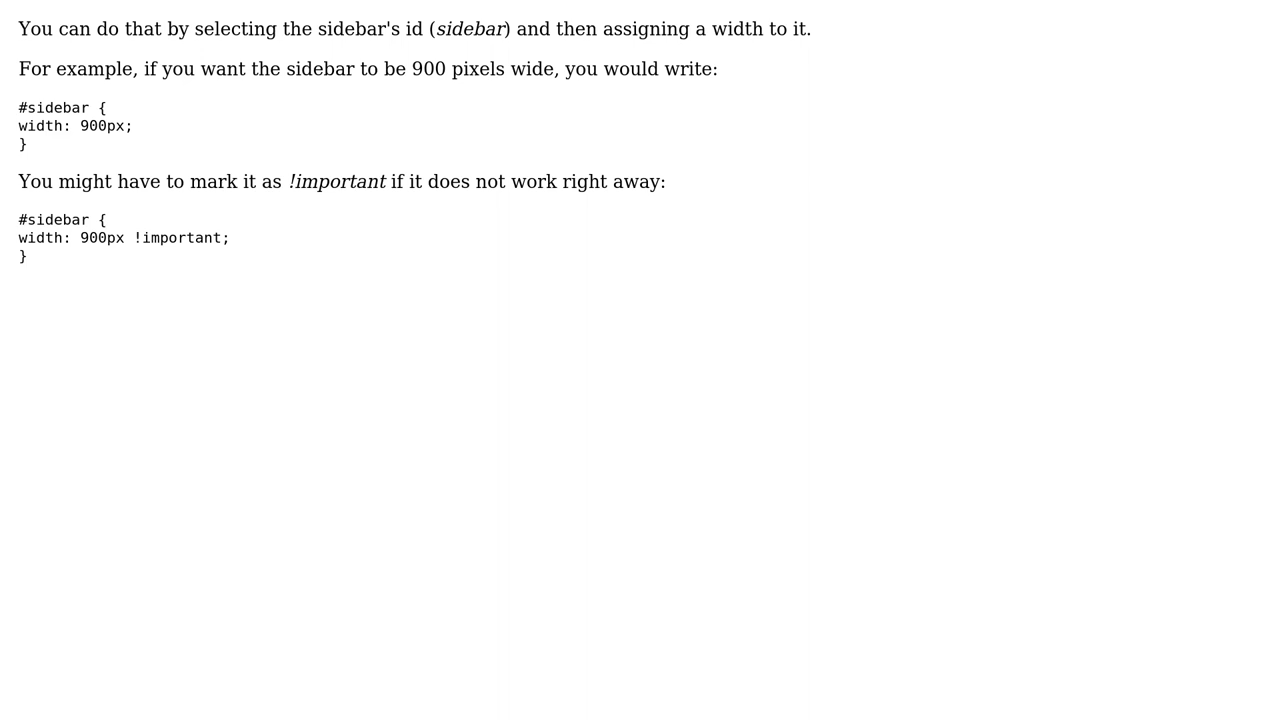 You can do that by selecting the sidebar's id (sidebar) and then assigning a width to it.
For example, if you want the sidebar to be 900 pixels wide, you would write:
#sidebar {
width: 900px;
}
You might have to mark it as !important if it does not work right away:
#sidebar {
width: 900px !important;
}